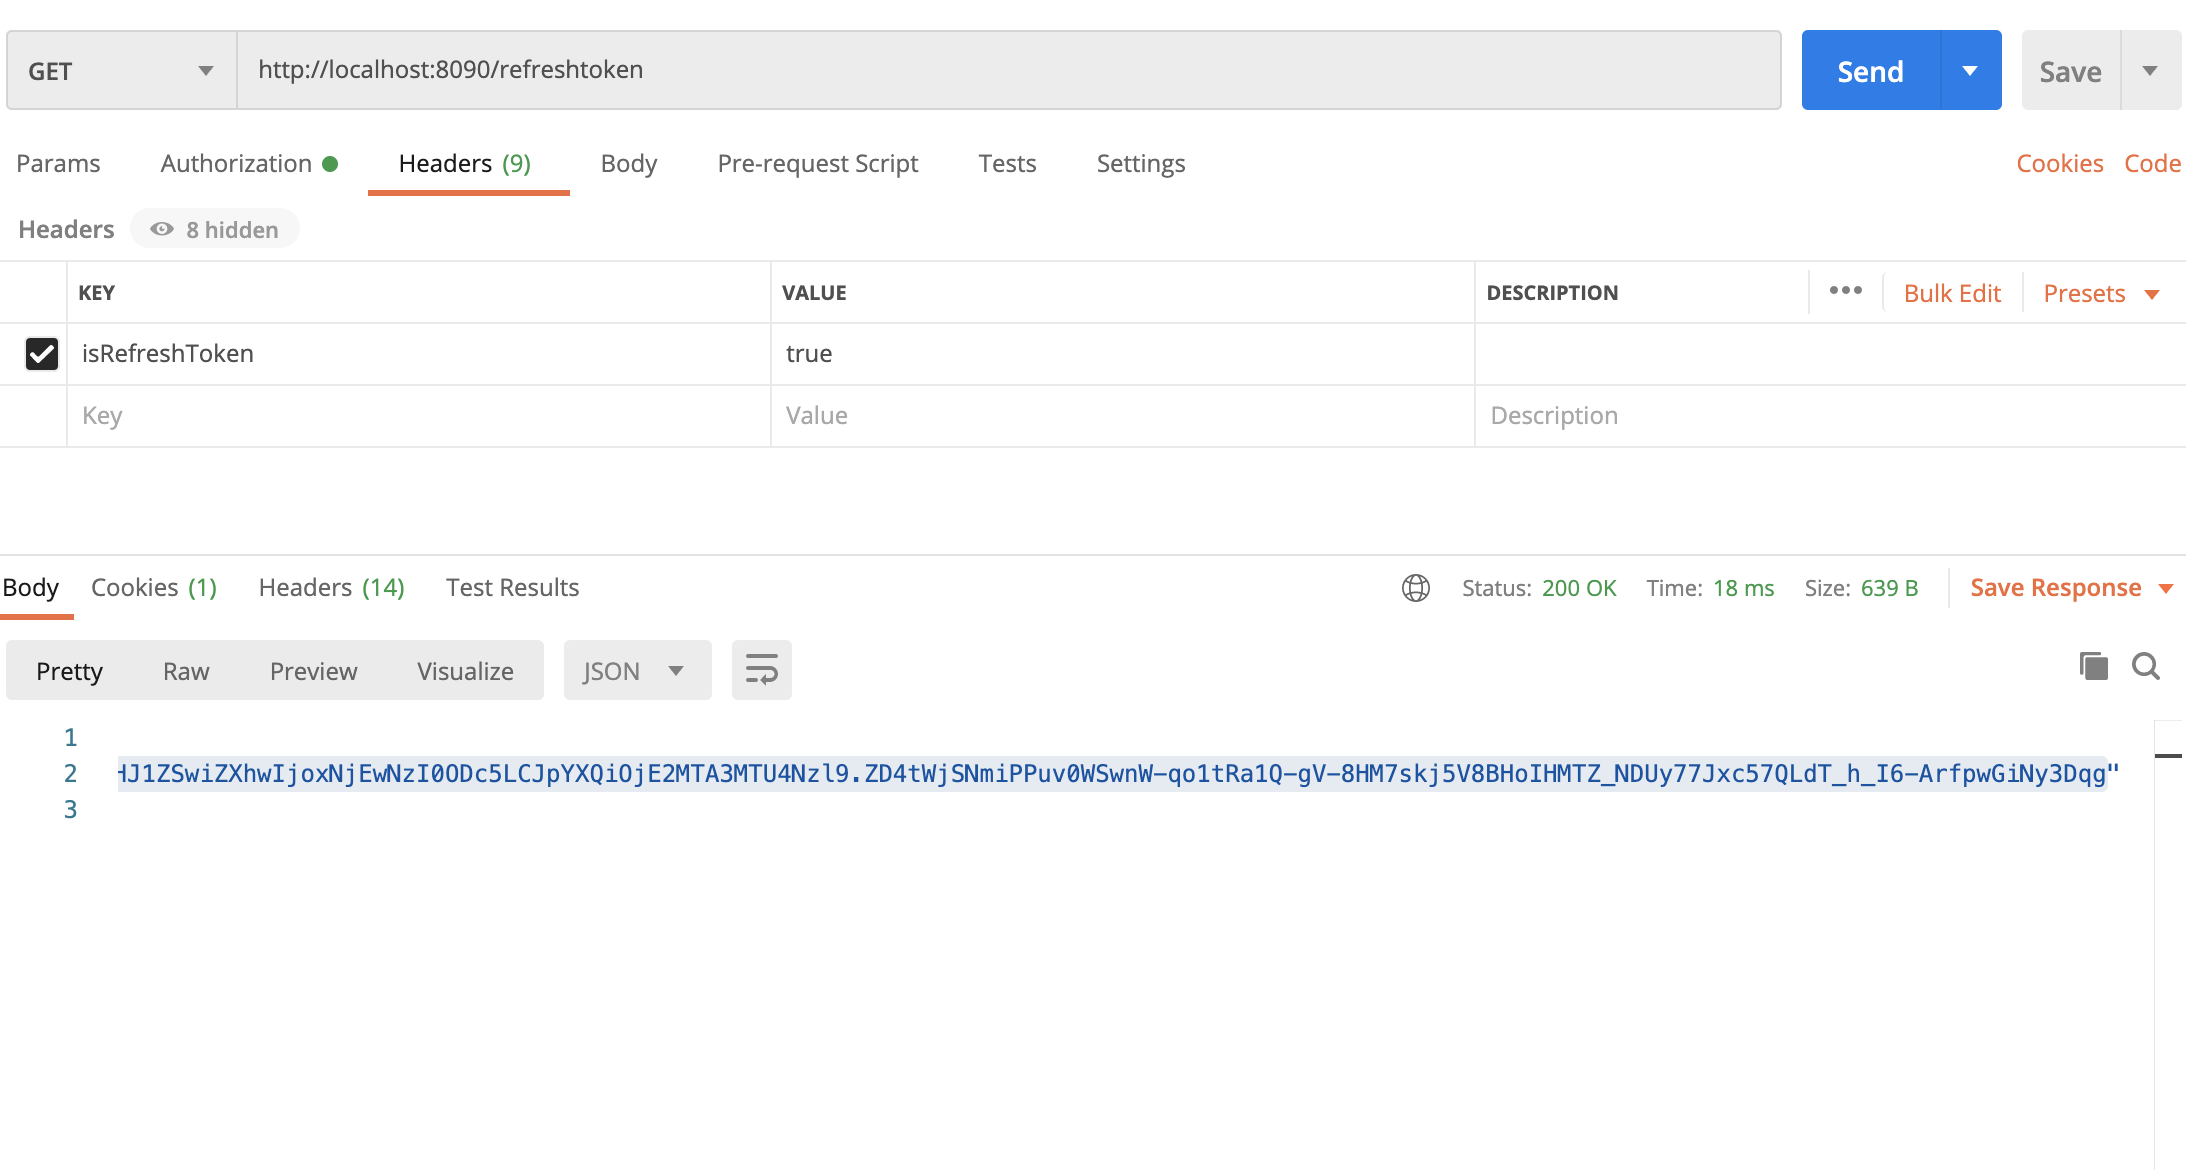 GET http://localhost:8090/refreshtoken Send Save
Params Authorization Headers (9) Body Pre-request Script Tests Settings Cookies Code
Headers 8 hidden
KEY VALUE DESCRIPTION ••• Bulk Edit Presets
isRefreshToken true
Key Value Description
Body Cookies (1) Headers (14) Test Results Status: 200 OK Time: 18 ms Size: 639 B Save Response
Pretty Raw Preview Visualize JSON
1
2 HJ1ZSwiZXhwIjoxNjEwNzI0ODc5LCJpYXQiOjE2MTA3MTU4Nzl9.ZD4tWjSNmiPPuv0WSwnW-qo1tRa1Q-gV-8HM7skj5V8BHoIHMTZ_NDUy77Jxc57QLdT_h_I6-ArfpwGiNy3Dqg"
3